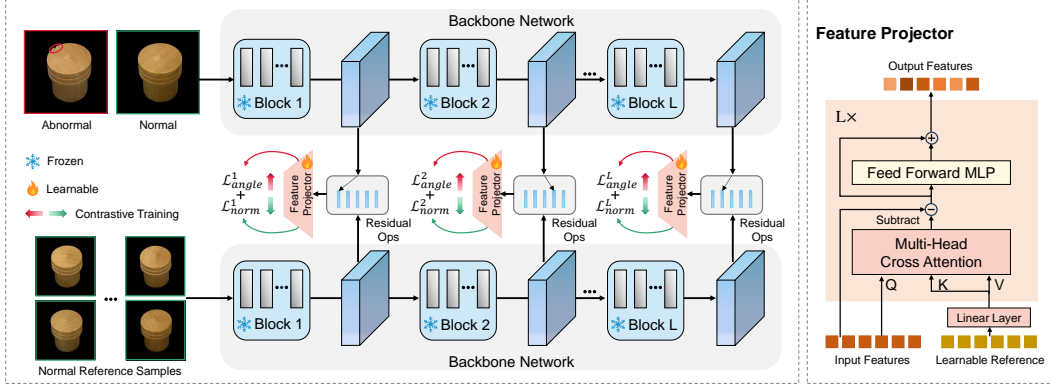 Backbone Network
Abnormal
Normal
Block 1
...
Block 2
...
...
Block L
...
Frozen
Learnable
Contrastive Training
ℒ¹angle
+
ℒ¹norm
Feature
Projector
Residual
Ops
ℒ²angle
+
ℒ²norm
Feature
Projector
Residual
Ops
ℒᴸangle
+
ℒᴸnorm
Feature
Projector
Residual
Ops
...
Normal Reference Samples
Block 1
...
Block 2
...
...
Block L
...
Backbone Network
Feature Projector
Output Features
L×
+
Feed Forward MLP
−
Subtract
Multi-Head
Cross Attention
Q
K
V
Linear Layer
Input Features
Learnable Reference